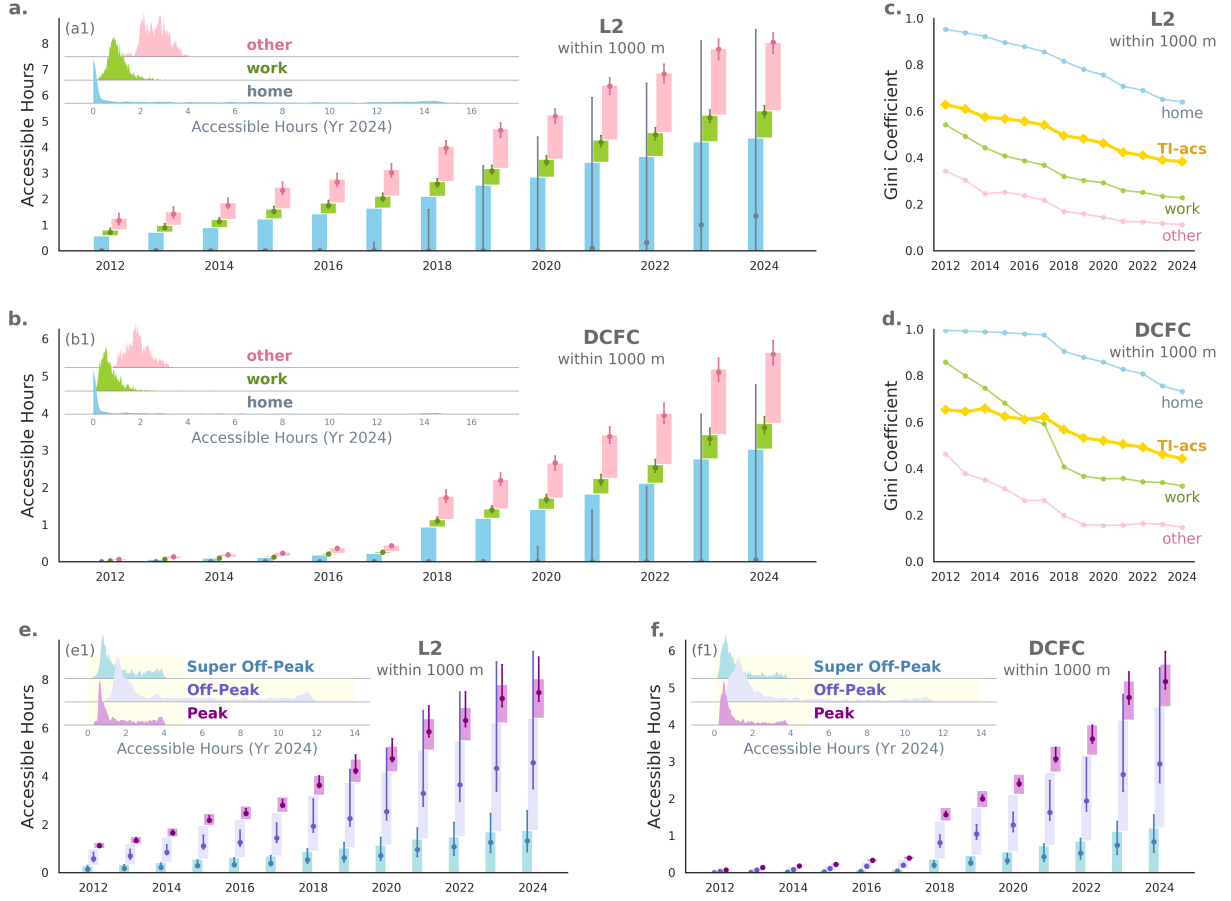 a.
(a1)
other
work
home
0 2 4 6 8 10 12 14 16
Accessible Hours (Yr 2024)
L2
within 1000 m
Accessible Hours
8
7
6
5
4
3
2
1
0
2012 2014 2016 2018 2020 2022 2024
c.
L2
within 1000 m
Gini Coefficient
1.0
0.8
0.6
0.4
0.2
0.0
home
TI-acs
work
other
2012 2014 2016 2018 2020 2022 2024
b.
(b1)
other
work
home
0 2 4 6 8 10 12 14 16
Accessible Hours (Yr 2024)
DCFC
within 1000 m
Accessible Hours
6
5
4
3
2
1
0
2012 2014 2016 2018 2020 2022 2024
d.
DCFC
within 1000 m
Gini Coefficient
1.0
0.8
0.6
0.4
0.2
0.0
home
TI-acs
work
other
2012 2014 2016 2018 2020 2022 2024
e.
(e1)
Super Off-Peak
Off-Peak
Peak
0 2 4 6 8 10 12 14
Accessible Hours (Yr 2024)
L2
within 1000 m
Accessible Hours
8
6
4
2
0
2012 2014 2016 2018 2020 2022 2024
f.
(f1)
Super Off-Peak
Off-Peak
Peak
0 2 4 6 8 10 12 14
Accessible Hours (Yr 2024)
DCFC
within 1000 m
Accessible Hours
6
5
4
3
2
1
0
2012 2014 2016 2018 2020 2022 2024